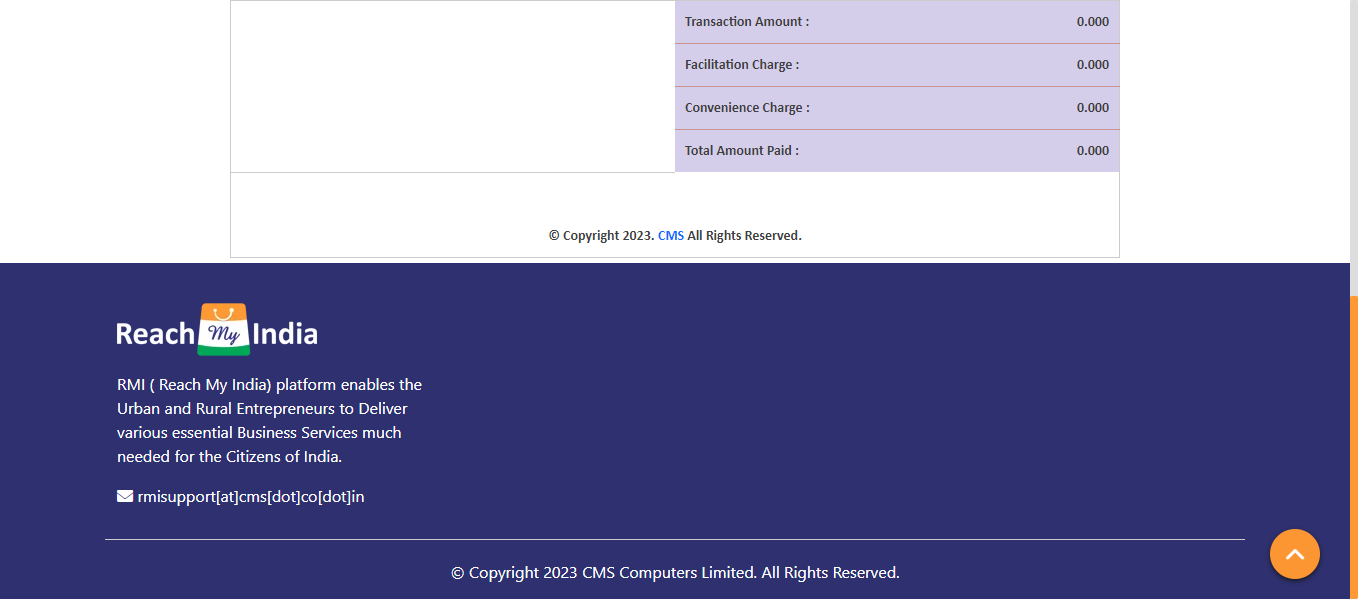 Transaction Amount : 0.000
Facilitation Charge : 0.000
Convenience Charge : 0.000
Total Amount Paid : 0.000
© Copyright 2023. CMS All Rights Reserved.
Reach My India
RMI ( Reach My India) platform enables the
Urban and Rural Entrepreneurs to Deliver
various essential Business Services much
needed for the Citizens of India.
rmisupport[at]cms[dot]co[dot]in
© Copyright 2023 CMS Computers Limited. All Rights Reserved.